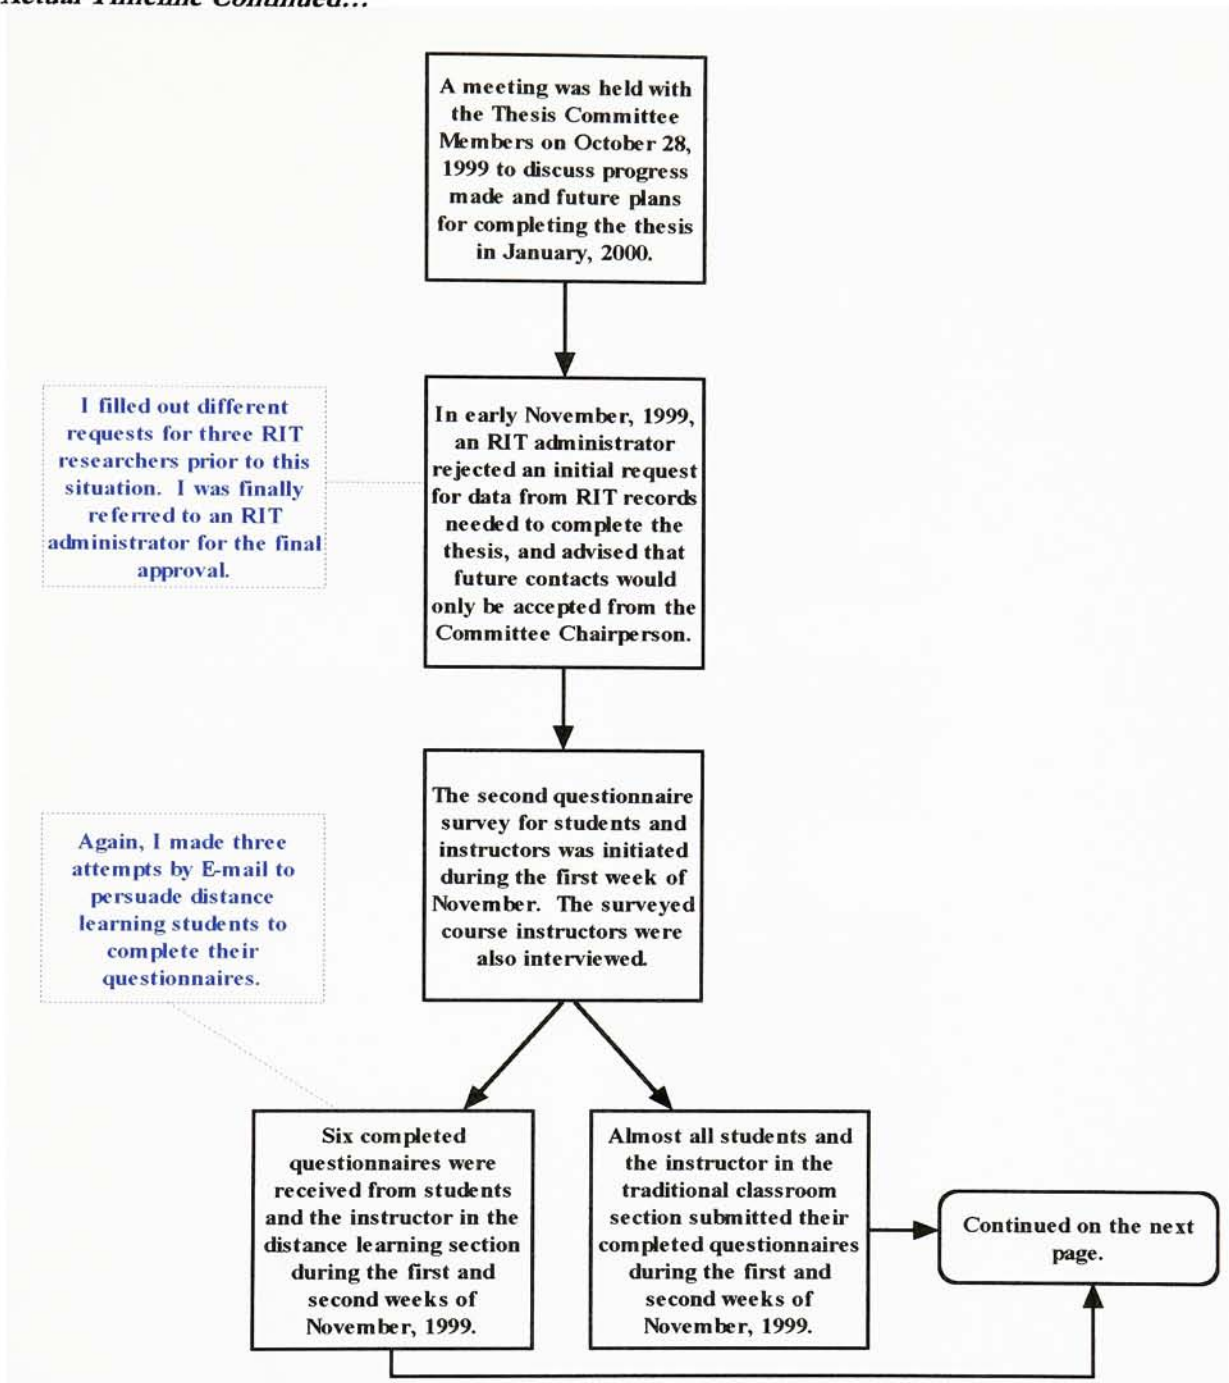 Actual Timeline Continued...
A meeting was held with
the Thesis Committee
Members on October 28,
1999 to discuss progress
made and future plans
for completing the thesis
in January, 2000.
I filled out different
requests for three RIT
researchers prior to this
situation. I was finally
referred to an RIT
administrator for the final
approval.
In early November, 1999,
an RIT administrator
rejected an initial request
for data from RIT records
needed to complete the
thesis, and advised that
future contacts would
only be accepted from the
Committee Chairperson.
The second questionnaire
survey for students and
instructors was initiated
during the first week of
November. The surveyed
course instructors were
also interviewed.
Again, I made three
attempts by E-mail to
persuade distance
learning students to
complete their
questionnaires.
Six completed
questionnaires were
received from students
and the instructor in the
distance learning section
during the first and
second weeks of
November, 1999.
Almost all students and
the instructor in the
traditional classroom
section submitted their
completed questionnaires
during the first and
second weeks of
November, 1999.
Continued on the next
page.